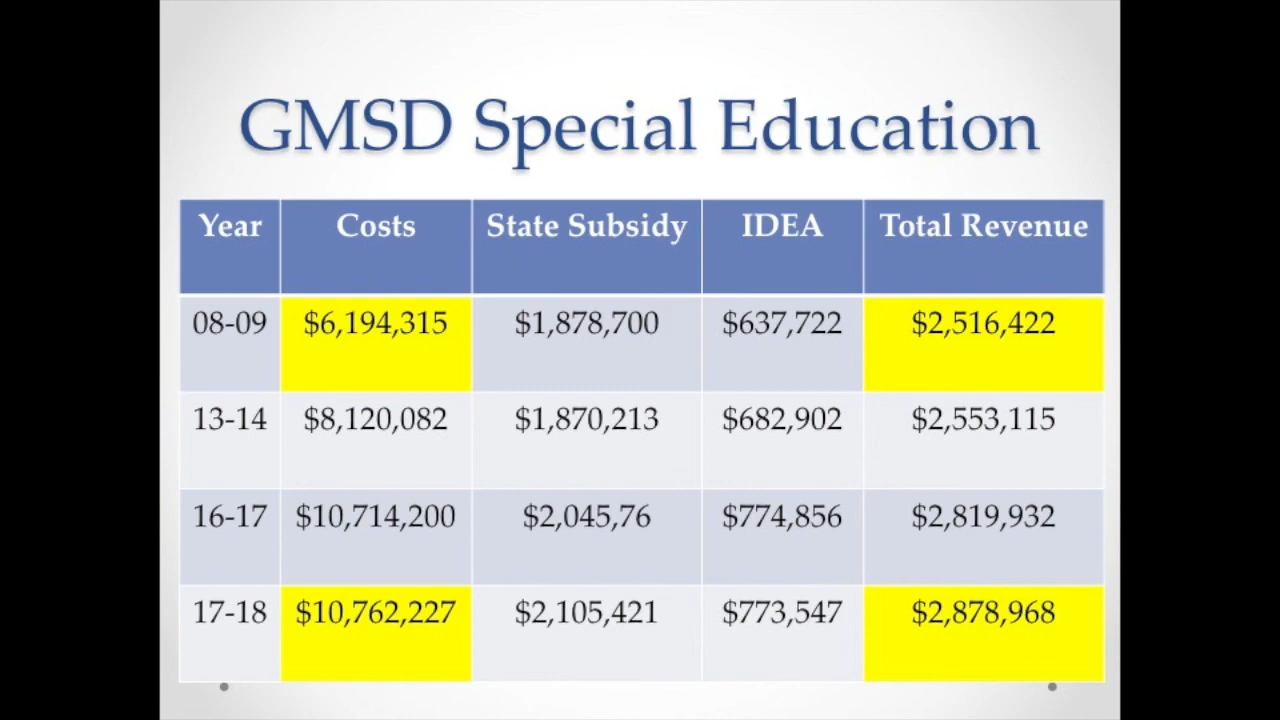 GMSD Special Education
Year Costs State Subsidy IDEA Total Revenue
08-09 $6,194,315 $1,878,700 $637,722 $2,516,422
13-14 $8,120,082 $1,870,213 $682,902 $2,553,115
16-17 $10,714,200 $2,045,76 $774,856 $2,819,932
17-18 $10,762,227 $2,105,421 $773,547 $2,878,968